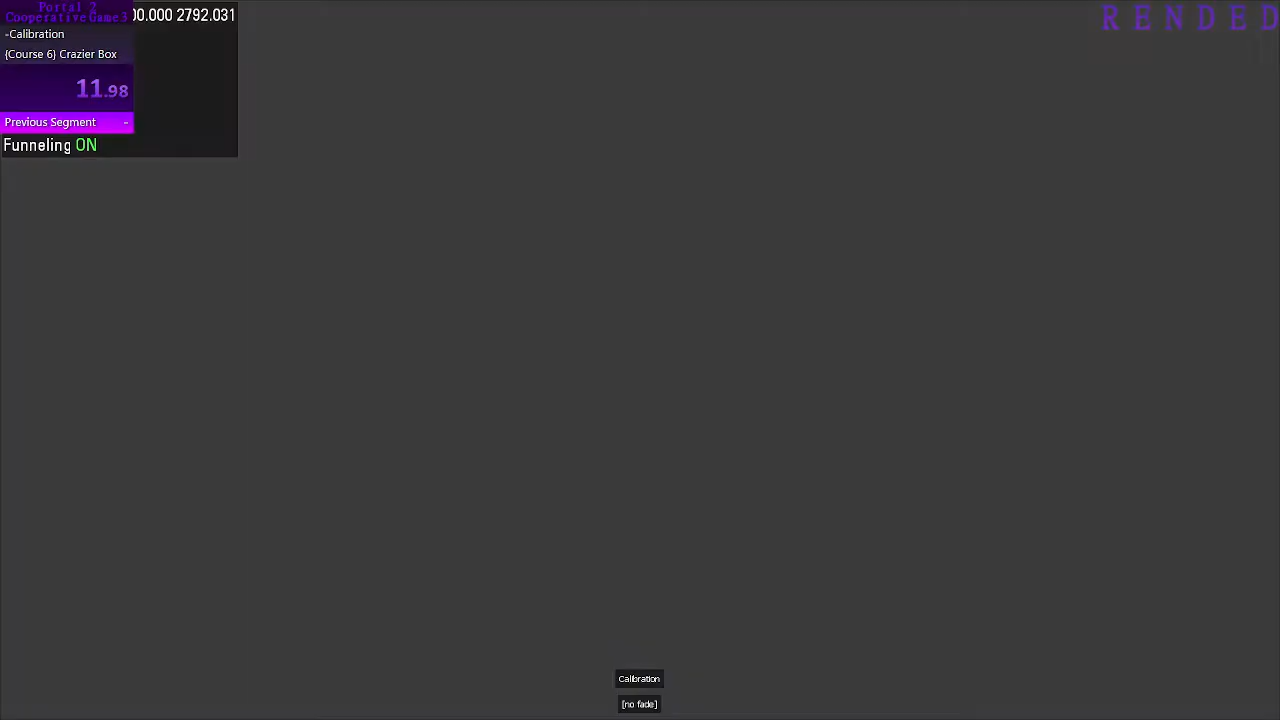 Portal 2
Cooperative Game 3
00.000 2792.031
RENDED
-Calibration
{Course 6} Crazier Box
11.98
Previous Segment -
Funneling ON
Calibration
[no fade]